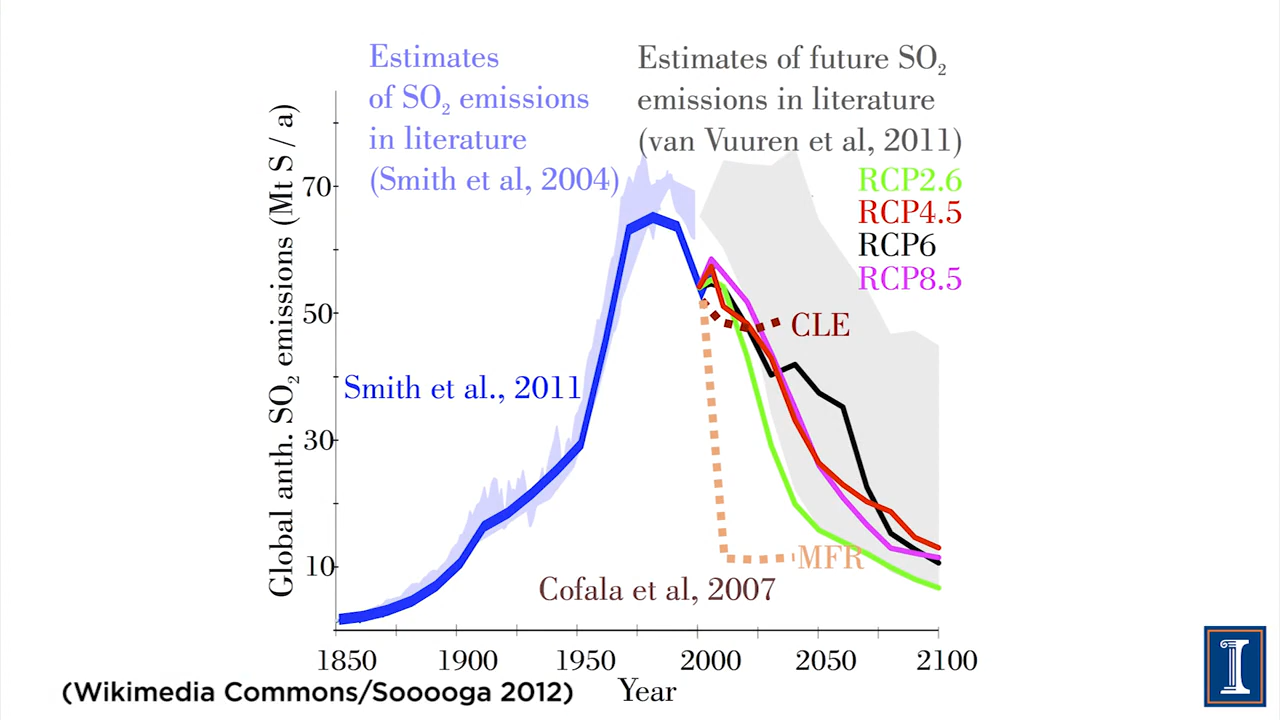 Estimates
of SO₂ emissions
in literature
(Smith et al, 2004)
Estimates of future SO₂
emissions in literature
(van Vuuren et al, 2011)
RCP2.6
RCP4.5
RCP6
RCP8.5
Global anth. SO₂ emissions (Mt S / a)
70
50
30
10
Smith et al., 2011
CLE
MFR
Cofala et al, 2007
1850 1900 1950 2000 2050 2100
Year
(Wikimedia Commons/Sooooga 2012)
I